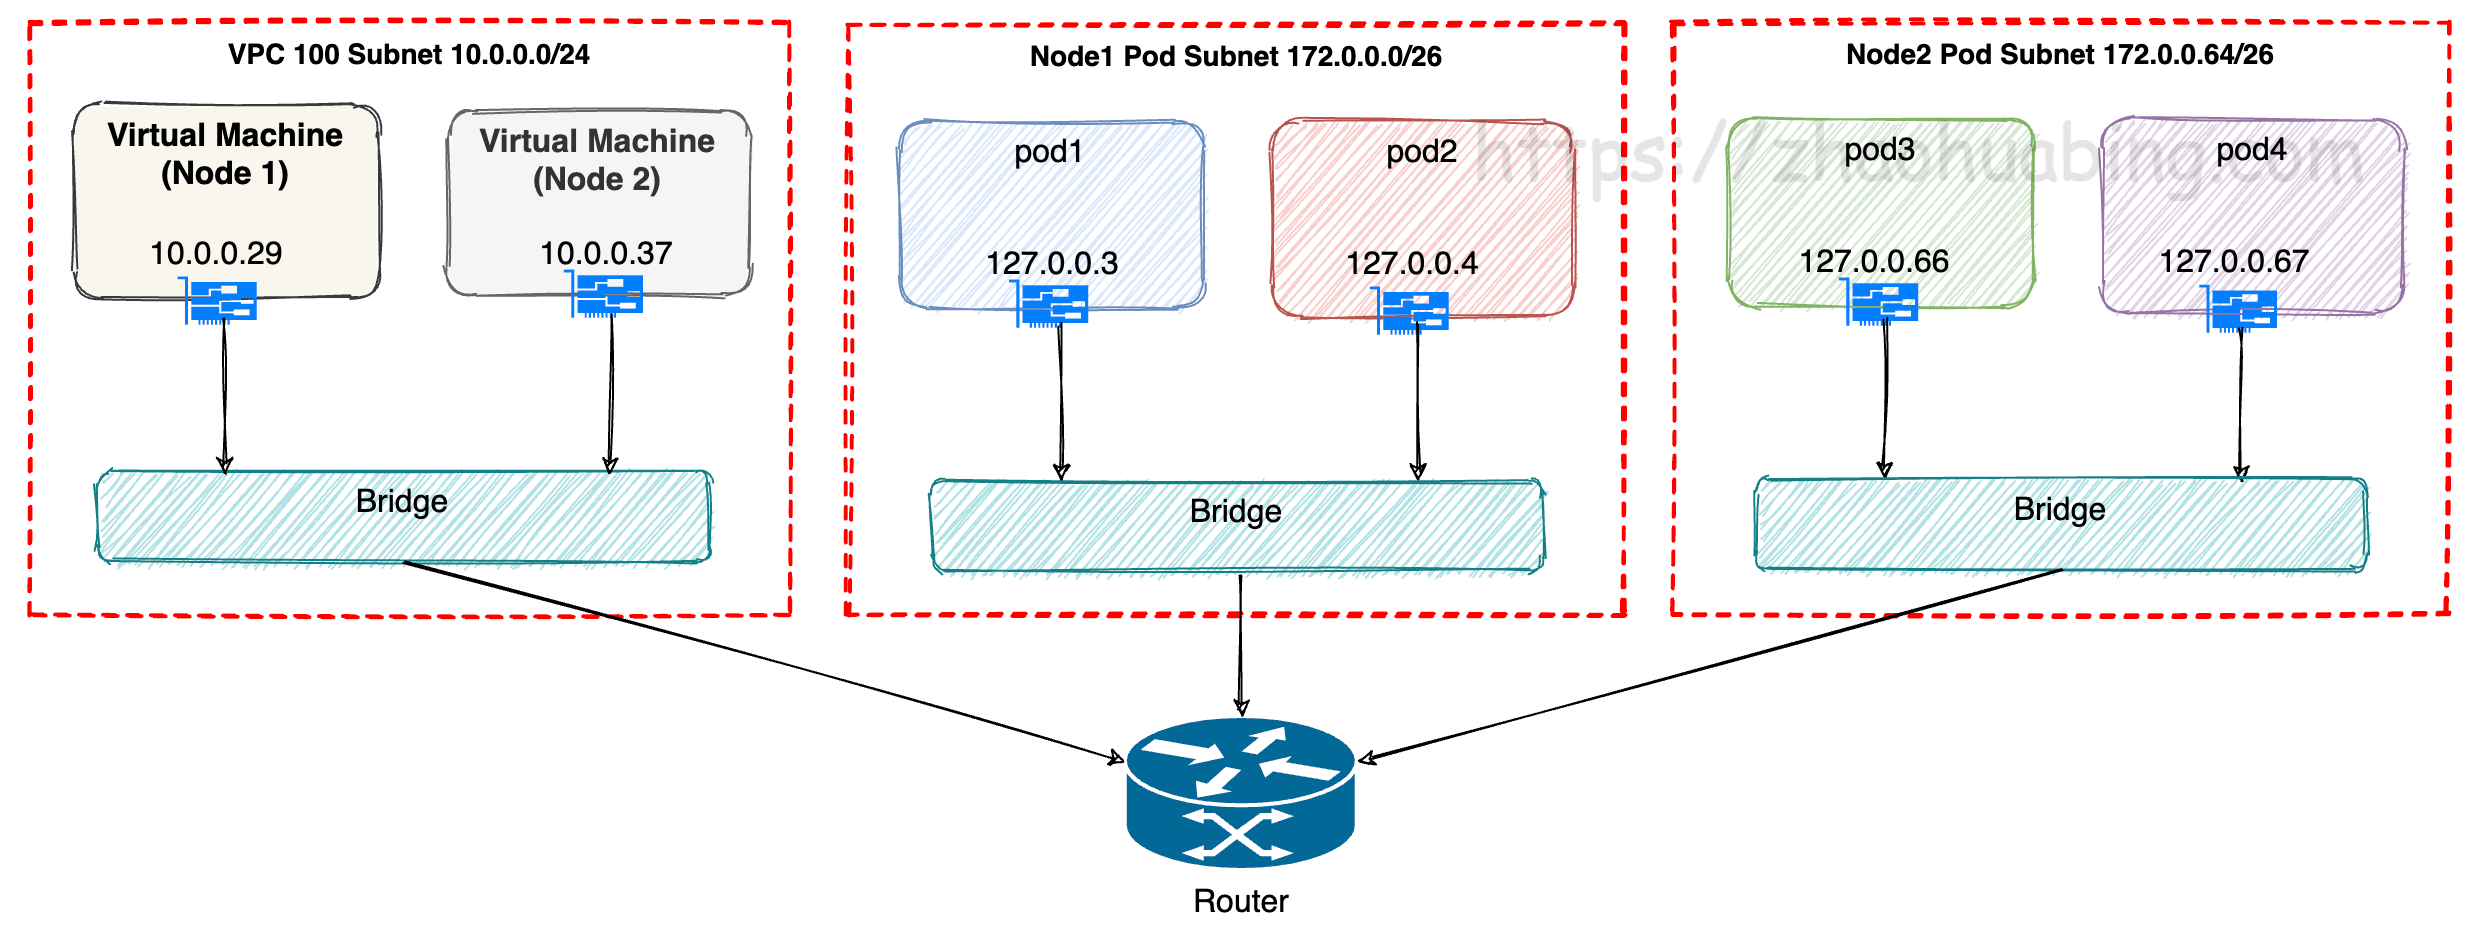 VPC 100 Subnet 10.0.0.0/24
Virtual Machine
(Node 1)
10.0.0.29
Virtual Machine
(Node 2)
10.0.0.37
Bridge
Node1 Pod Subnet 172.0.0.0/26
pod1
127.0.0.3
pod2
127.0.0.4
Bridge
Node2 Pod Subnet 172.0.0.64/26
pod3
127.0.0.66
pod4
127.0.0.67
Bridge
https://zhaohuabing.com
Router